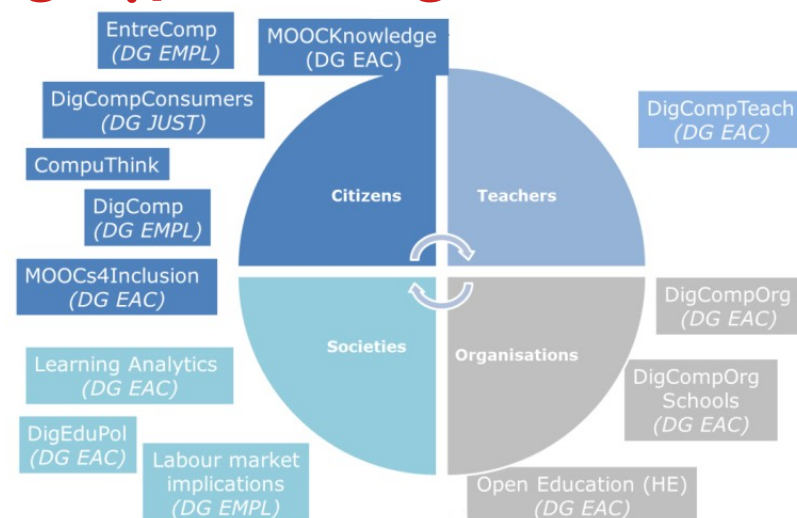 EntreComp
(DG EMPL)
MOOCKnowledge
(DG EAC)
DigCompConsumers
(DG JUST)
CompuThink
DigComp
(DG EMPL)
MOOCs4Inclusion
(DG EAC)
Citizens
Teachers
DigCompTeach
(DG EAC)
Societies
Organisations
Learning Analytics
(DG EAC)
DigEduPol
(DG EAC)
Labour market
implications
(DG EMPL)
DigCompOrg
(DG EAC)
DigCompOrg
Schools
(DG EAC)
Open Education (HE)
(DG EAC)